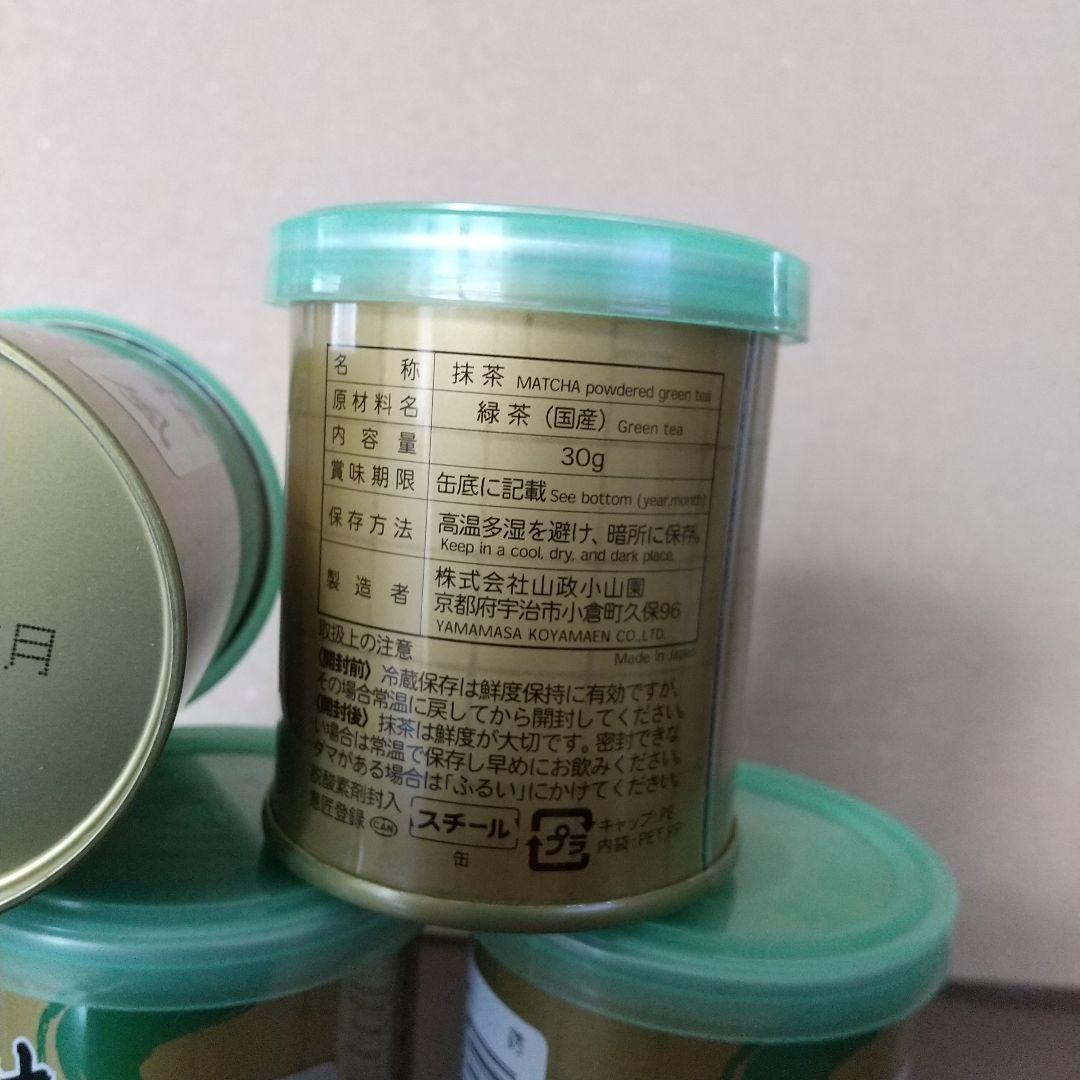 名称 抹茶 MATCHA powdered green tea
原材料名 緑茶(国産) Green tea
内容量 30g
賞味期限 缶底に記載 See bottom (year,month)
保存方法 高温多湿を避け、暗所に保存。
Keep in a cool, dry, and dark place.
製造者 株式会社山政小山園
京都府宇治市小倉町久保96
YAMAMASA KOYAMAEN CO.,LTD.
Made in Japan
取扱上の注意
〈開封前〉冷蔵保存は鮮度保持に有効ですが、
その場合常温に戻してから開封してください。
〈開封後〉抹茶は鮮度が大切です。密封できな
い場合は常温で保存し早めにお飲みください。
ダマがある場合は「ふるい」にかけてください。
脱酸素剤封入
意匠登録 CAN スチール 缶
プラ キャップ:PE
内袋:PET,PP
月